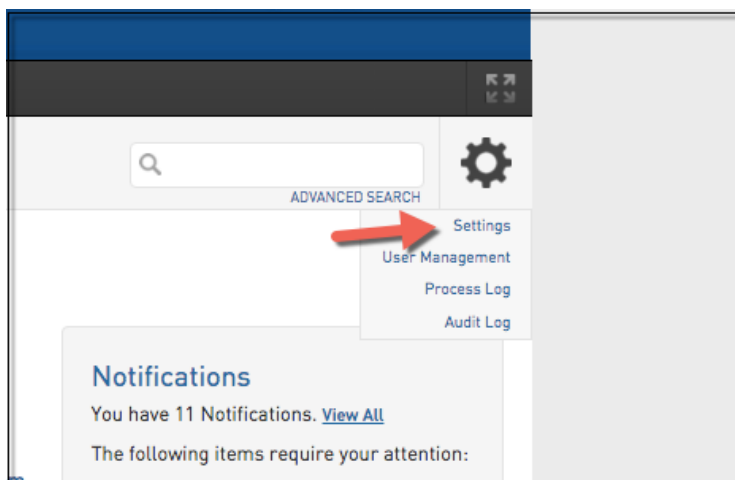 ADVANCED SEARCH
Settings
User Management
Process Log
Audit Log
Notifications
You have 11 Notifications. View All
The following items require your attention: